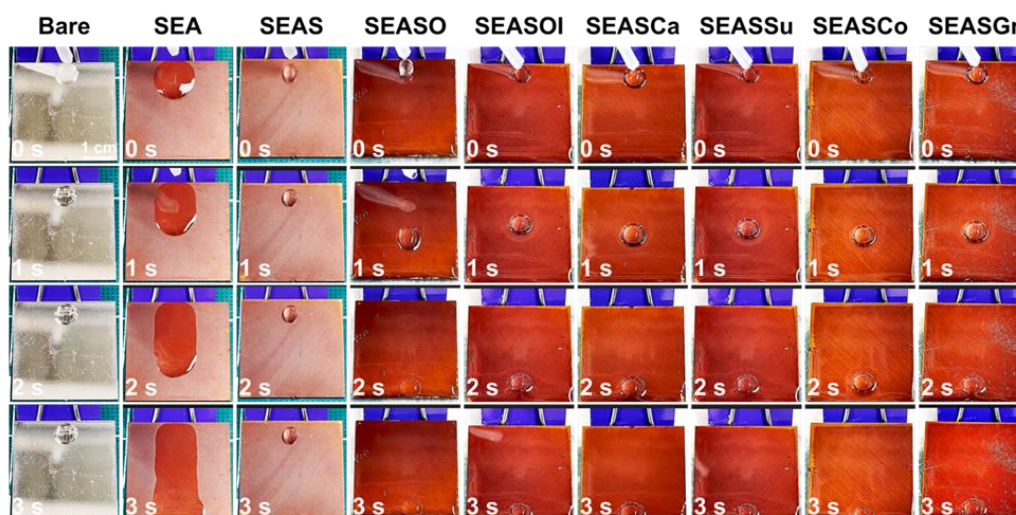 Bare SEA SEAS SEASO SEASOl SEASCa SEASSu SEASCo SEASGr
0 s 1 cm 0 s 0 s 0 s 0 s 0 s 0 s 0 s 0 s
1 s 1 s 1 s 1 s 1 s 1 s 1 s 1 s 1 s
2 s 2 s 2 s 2 s 2 s 2 s 2 s 2 s 2 s
3 s 3 s 3 s 3 s 3 s 3 s 3 s 3 s 3 s